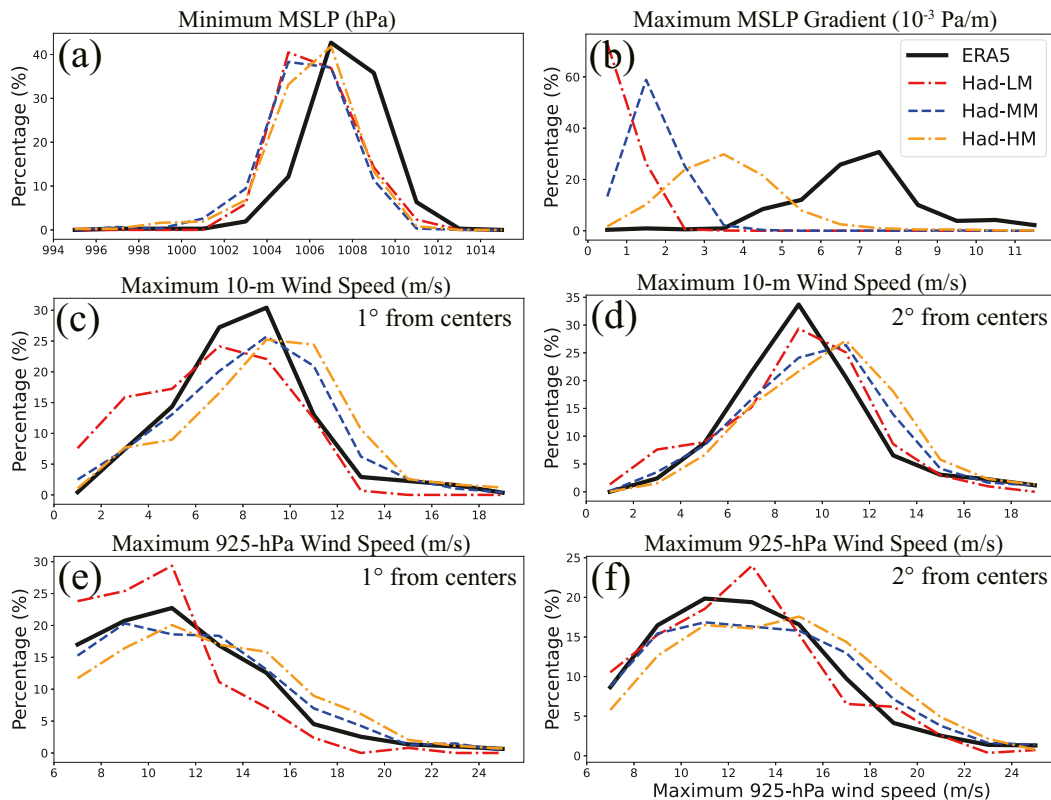 Minimum MSLP (hPa)
(a)
Percentage (%)
40
30
20
10
0
994 996 998 1000 1002 1004 1006 1008 1010 1012 1014
Maximum MSLP Gradient (10⁻³ Pa/m)
(b)
Percentage (%)
60
40
20
0
0 1 2 3 4 5 6 7 8 9 10 11
ERA5
Had-LM
Had-MM
Had-HM
Maximum 10-m Wind Speed (m/s)
(c)
1° from centers
Percentage (%)
30
25
20
15
10
5
0
0 2 4 6 8 10 12 14 16 18
Maximum 10-m Wind Speed (m/s)
(d)
2° from centers
Percentage (%)
35
30
25
20
15
10
5
0
0 2 4 6 8 10 12 14 16 18
Maximum 925-hPa Wind Speed (m/s)
(e)
1° from centers
Percentage (%)
30
25
20
15
10
5
0
6 8 10 12 14 16 18 20 22 24
Maximum 925-hPa Wind Speed (m/s)
(f)
2° from centers
Percentage (%)
25
20
15
10
5
0
6 8 10 12 14 16 18 20 22 24
Maximum 925-hPa wind speed (m/s)